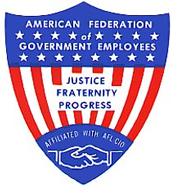 AMERICAN FEDERATION
of
GOVERNMENT EMPLOYEES
JUSTICE
FRATERNITY
PROGRESS
AFFILIATED WITH AFL CIO